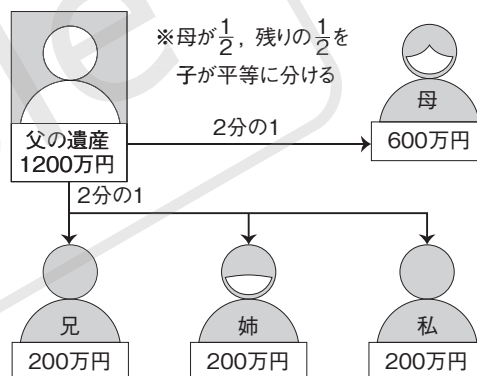 ※母が1/2, 残りの1/2を
子が平等に分ける
父の遺産
1200万円
2分の1
母
600万円
2分の1
兄
200万円
姉
200万円
私
200万円